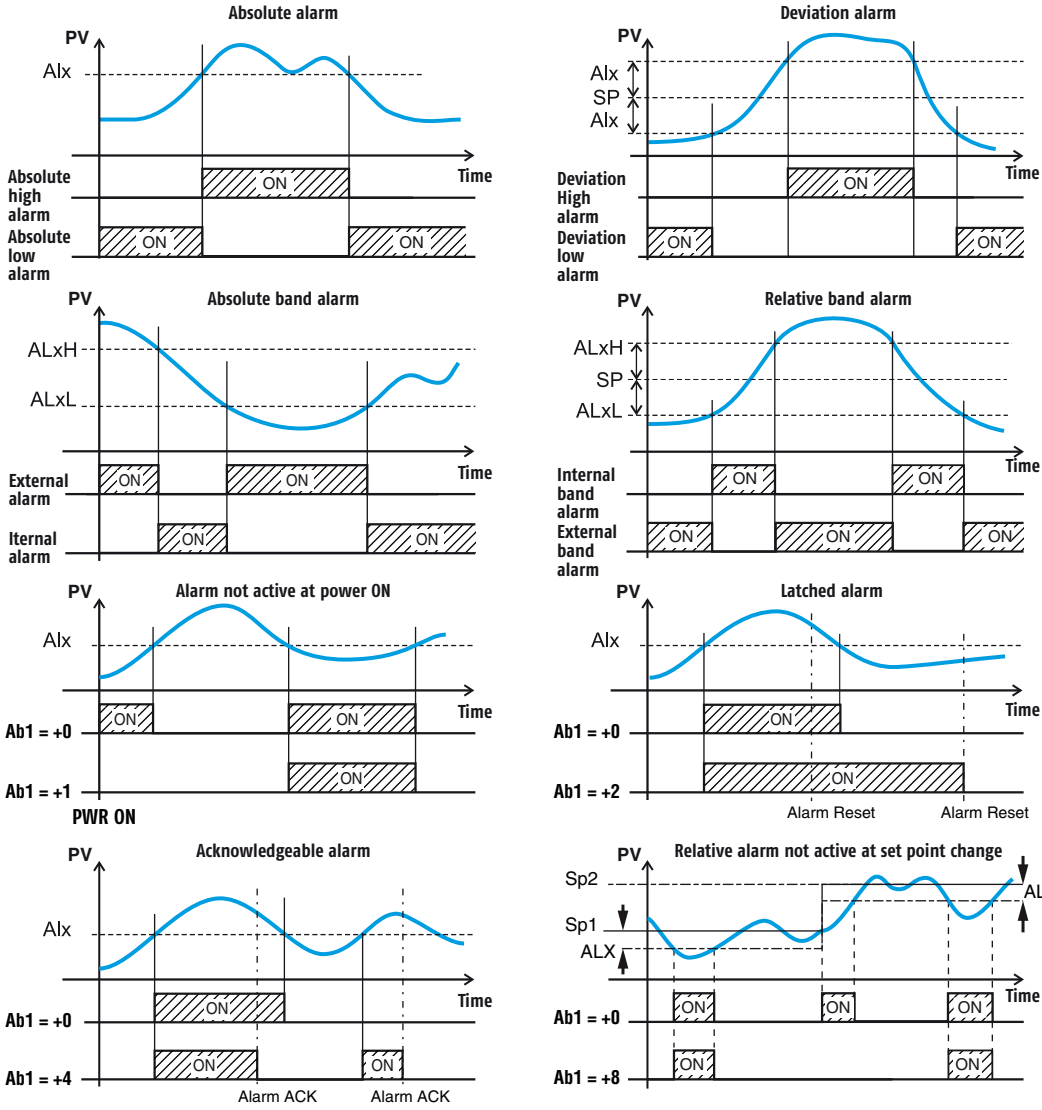 Absolute alarm
PV
Alx
Time
Absolute
high
alarm
ON
Absolute
low
alarm
ON
ON
Deviation alarm
PV
Alx
SP
Alx
Time
Deviation
High
alarm
ON
Deviation
low
alarm
ON
ON
Absolute band alarm
PV
ALxH
ALxL
Time
External
alarm
ON
ON
Iternal
alarm
ON
ON
Relative band alarm
PV
ALxH
SP
ALxL
Time
Internal
band
alarm
ON
ON
External
band
alarm
ON
ON
ON
Alarm not active at power ON
PV
Alx
Time
Ab1 = +0
ON
ON
Ab1 = +1
ON
PWR ON
Latched alarm
PV
Alx
Time
Ab1 = +0
ON
Ab1 = +2
ON
Alarm Reset
Alarm Reset
Acknowledgeable alarm
PV
Alx
Time
Ab1 = +0
ON
Ab1 = +4
ON
ON
Alarm ACK
Alarm ACK
Relative alarm not active at set point change
PV
Sp2
AL
Sp1
ALX
Time
Ab1 = +0
ON
ON
ON
Ab1 = +8
ON
ON